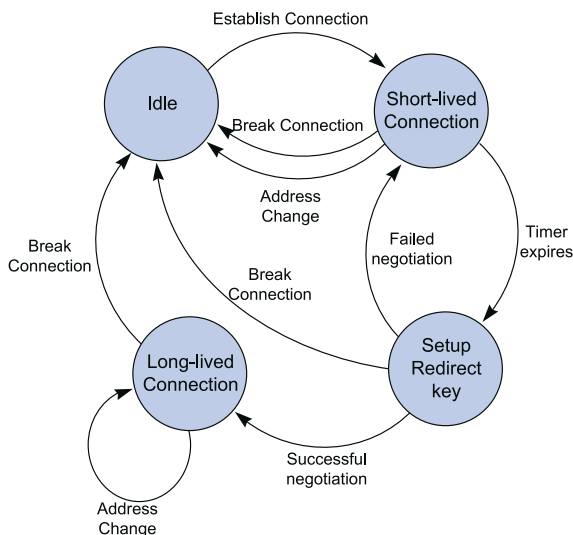 Establish Connection
Idle
Short-lived
Connection
Break Connection
Address
Change
Break
Connection
Failed
negotiation
Timer
expires
Break
Connection
Long-lived
Connection
Setup
Redirect
key
Successful
negotiation
Address
Change